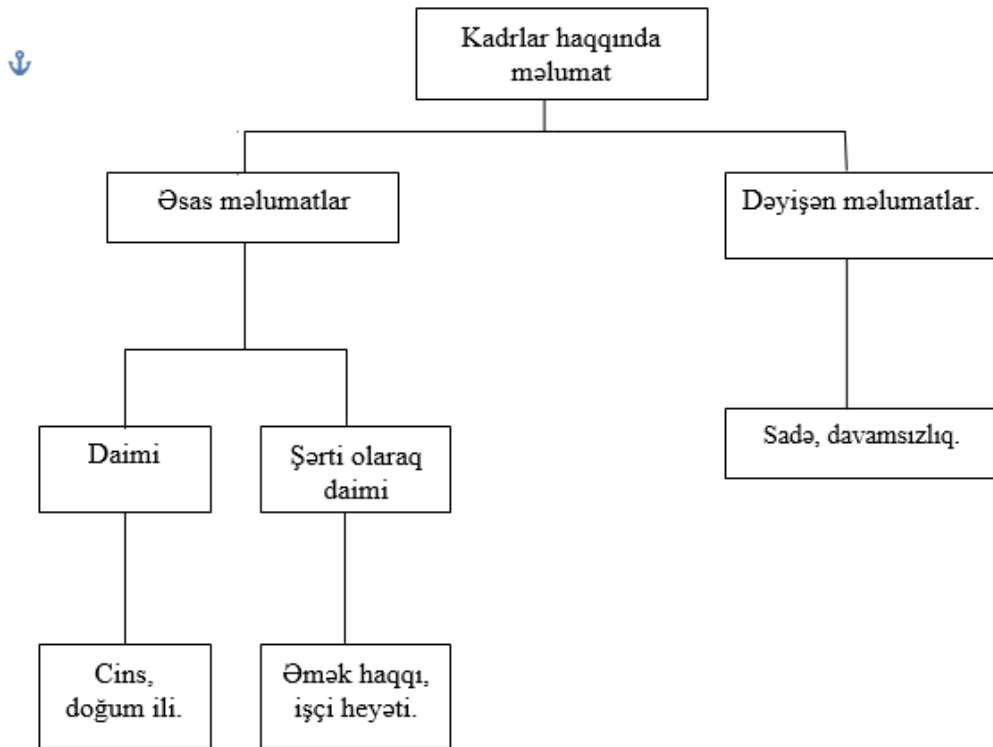 Kadrlar haqqında
məlumat
Əsas məlumatlar
Dəyişən məlumatlar.
Daimi
Şərti olaraq
daimi
Sadə, davamsızlıq.
Cins,
doğum ili.
Əmək haqqı,
işçi heyəti.